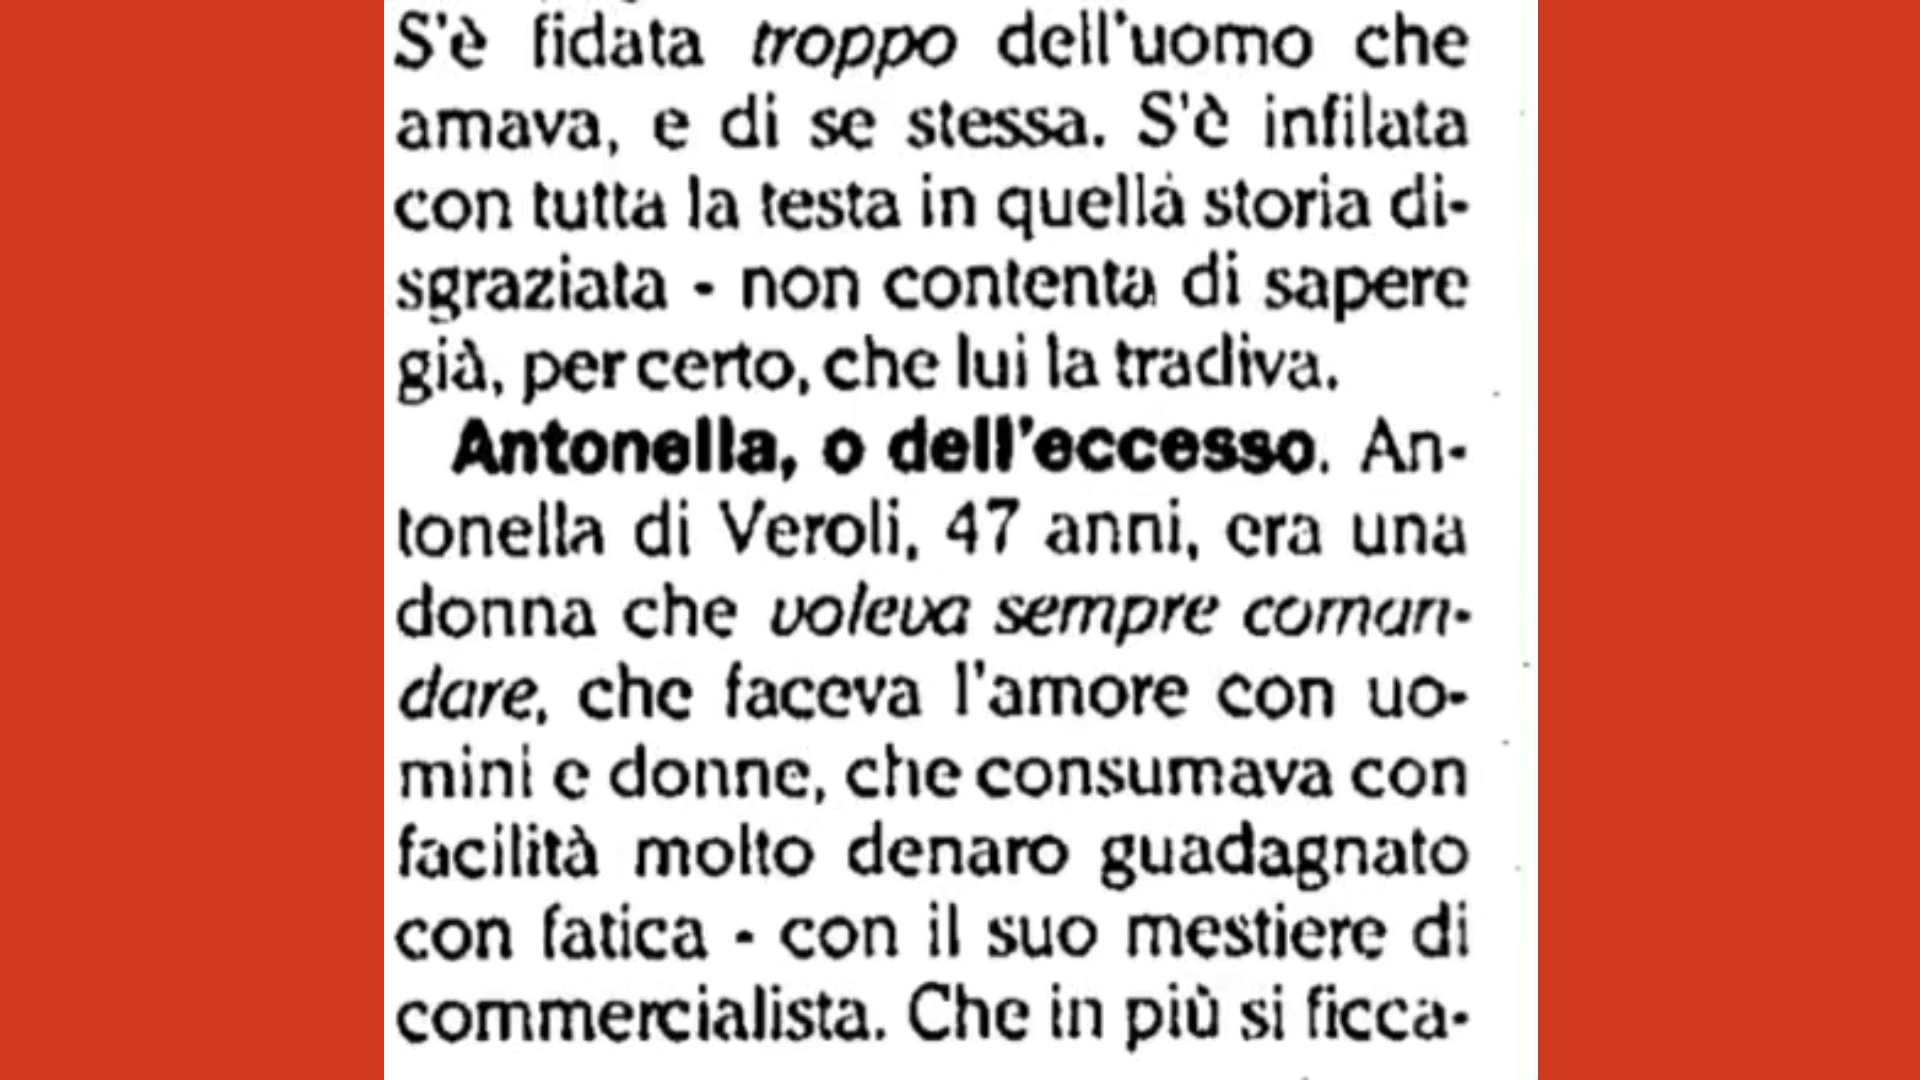 S'è fidata troppo dell'uomo che
amava, e di se stessa. S'è infilata
con tutta la testa in quella storia di-
sgraziata - non contenta di sapere
già, per certo, che lui la tradiva.
Antonella, o dell'eccesso. An-
tonella di Veroli, 47 anni, era una
donna che voleva sempre coman-
dare, che faceva l'amore con uo-
mini e donne, che consumava con
facilità molto denaro guadagnato
con fatica - con il suo mestiere di
commercialista. Che in più si ficca-